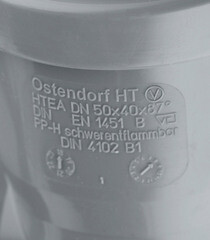 Ostendorf HT
HTEA DN 50x40x87°
DIN EN 1451 B
PP-H schwerentflammbar
DIN 4102 B1